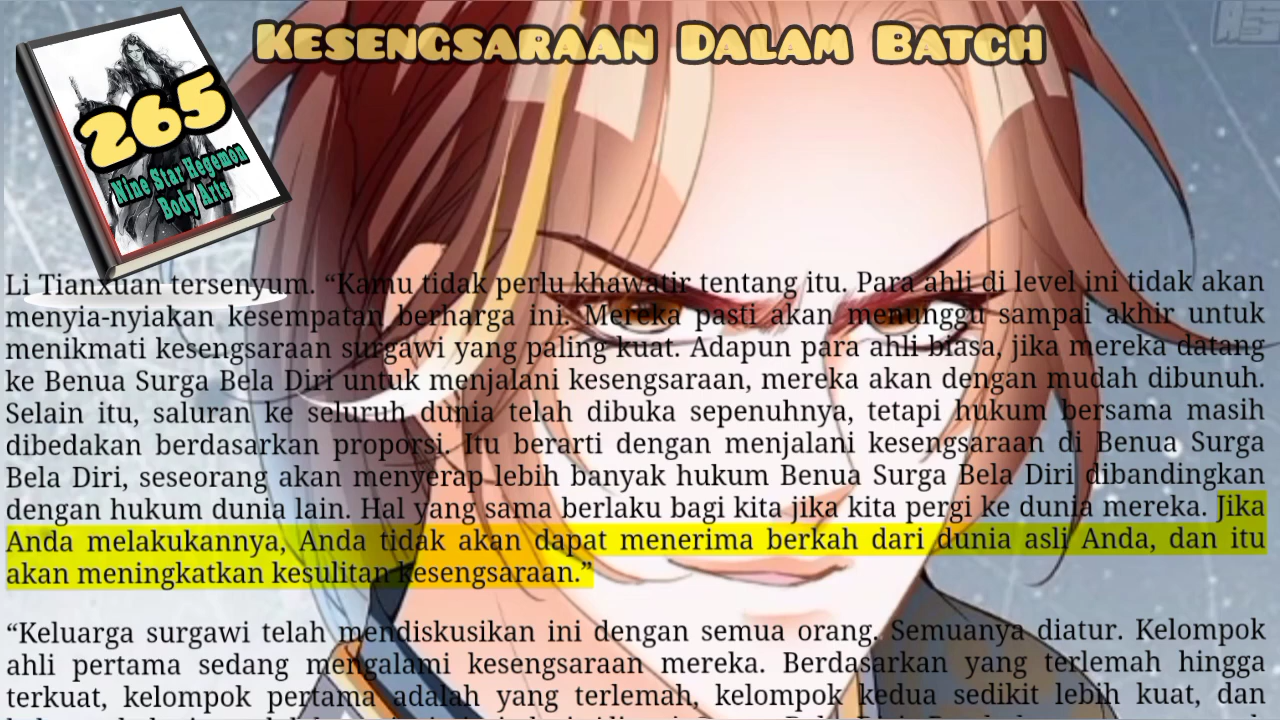 Kesengsaraan Dalam Batch
265
Nine Star Hegemon
Body Arts
Li Tianxuan tersenyum. “Kamu tidak perlu khawatir tentang itu. Para ahli di level ini tidak akan
menyia-nyiakan kesempatan berharga ini. Mereka pasti akan menunggu sampai akhir untuk
menikmati kesengsaraan surgawi yang paling kuat. Adapun para ahli biasa, jika mereka datang
ke Benua Surga Bela Diri untuk menjalani kesengsaraan, mereka akan dengan mudah dibunuh.
Selain itu, saluran ke seluruh dunia telah dibuka sepenuhnya, tetapi hukum bersama masih
dibedakan berdasarkan proporsi. Itu berarti dengan menjalani kesengsaraan di Benua Surga
Bela Diri, seseorang akan menyerap lebih banyak hukum Benua Surga Bela Diri dibandingkan
dengan hukum dunia lain. Hal yang sama berlaku bagi kita jika kita pergi ke dunia mereka. Jika
Anda melakukannya, Anda tidak akan dapat menerima berkah dari dunia asli Anda, dan itu
akan meningkatkan kesulitan kesengsaraan.”
“Keluarga surgawi telah mendiskusikan ini dengan semua orang. Semuanya diatur. Kelompok
ahli pertama sedang mengalami kesengsaraan mereka. Berdasarkan yang terlemah hingga
terkuat, kelompok pertama adalah yang terlemah, kelompok kedua sedikit lebih kuat, dan